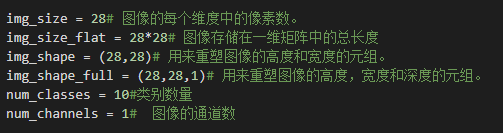 img_size = 28# 图像的每个维度中的像素数。
img_size_flat = 28*28# 图像存储在一维矩阵中的总长度
img_shape = (28,28)# 用来重塑图像的高度和宽度的元组。
img_shape_full = (28,28,1)# 用来重塑图像的高度，宽度和深度的元组。
num_classes = 10#类别数量
num_channels = 1#  图像的通道数